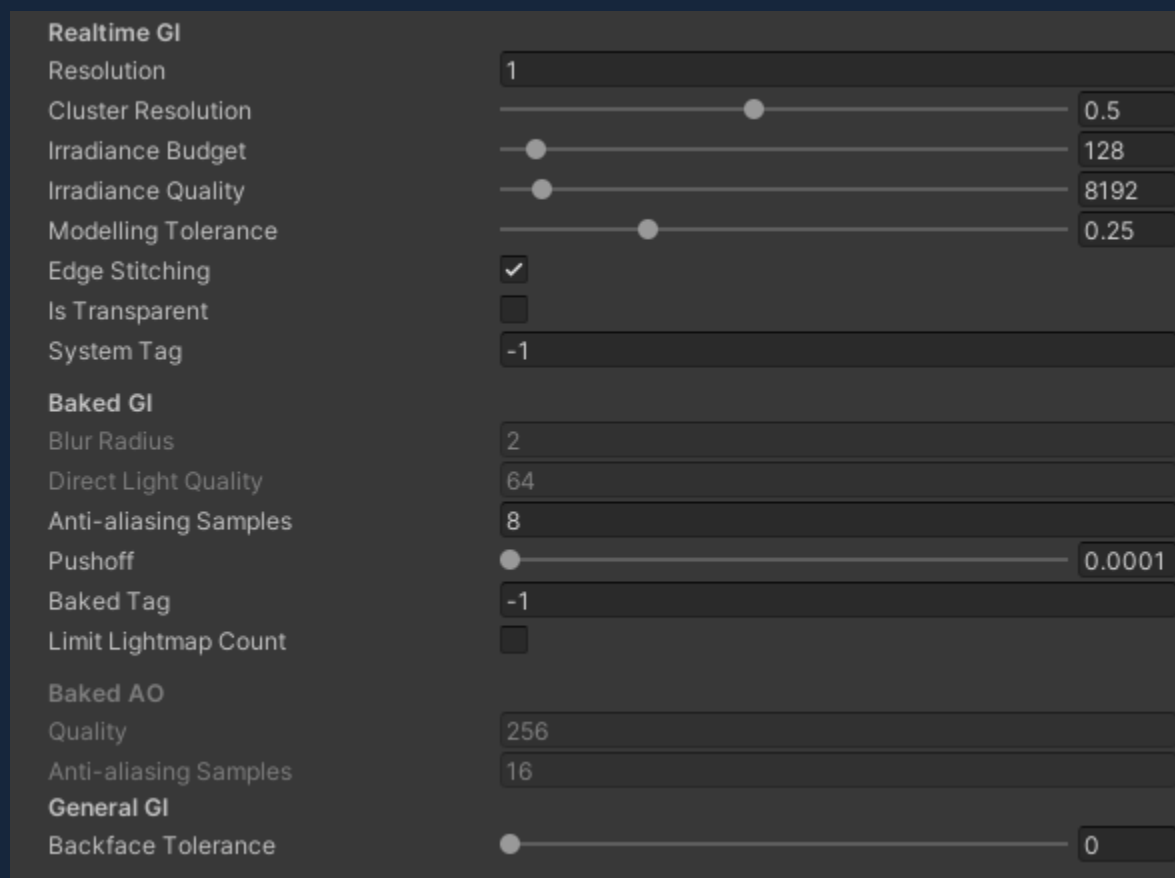 Realtime GI
Resolution 1
Cluster Resolution 0.5
Irradiance Budget 128
Irradiance Quality 8192
Modelling Tolerance 0.25
Edge Stitching
Is Transparent
System Tag -1
Baked GI
Blur Radius 2
Direct Light Quality 64
Anti-aliasing Samples 8
Pushoff 0.0001
Baked Tag -1
Limit Lightmap Count
Baked AO
Quality 256
Anti-aliasing Samples 16
General GI
Backface Tolerance 0